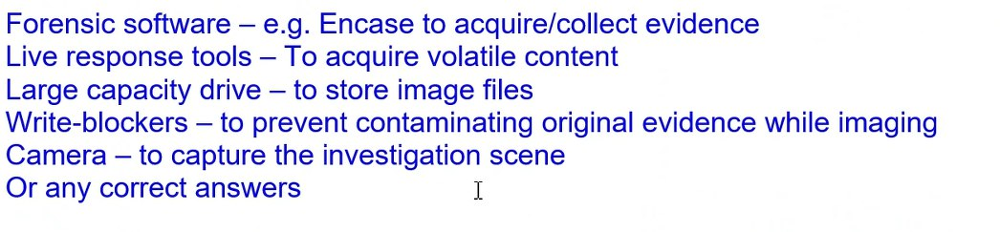 Forensic software – e.g. Encase to acquire/collect evidence
Live response tools – To acquire volatile content
Large capacity drive – to store image files
Write-blockers – to prevent contaminating original evidence while imaging
Camera – to capture the investigation scene
Or any correct answers